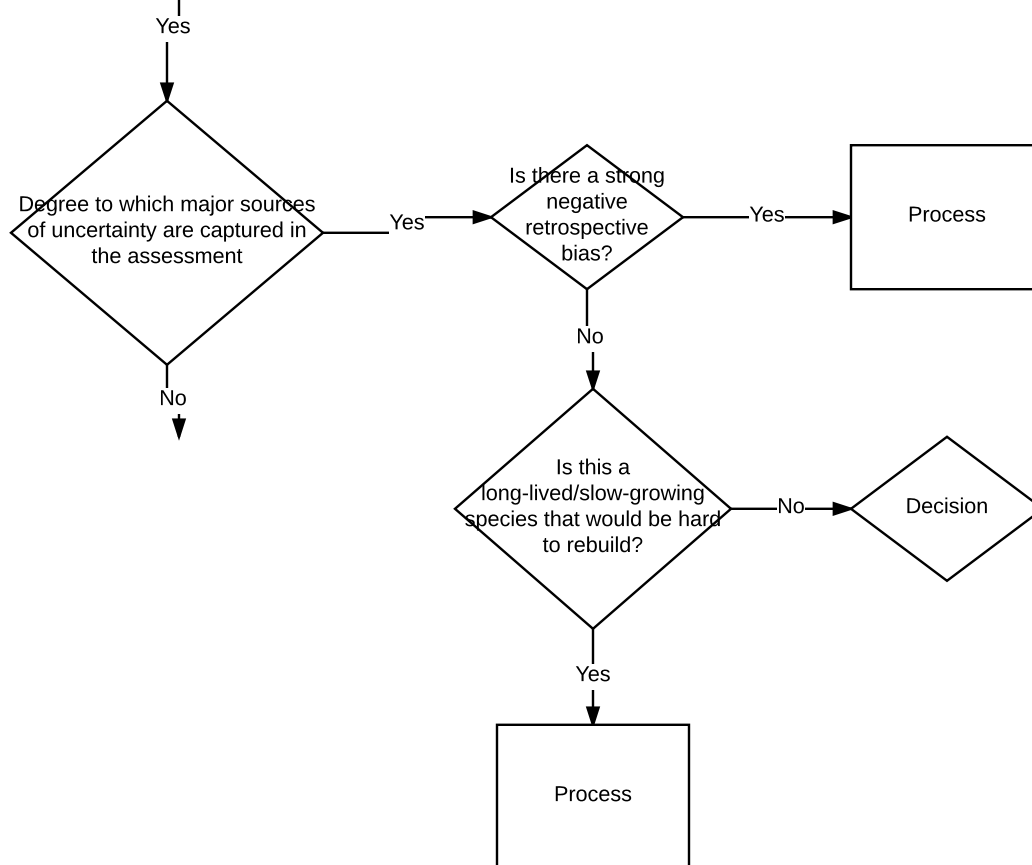 Yes
Degree to which major sources
of uncertainty are captured in
the assessment
Yes
Is there a strong
negative
retrospective
bias?
Yes
Process
No
No
Is this a
long-lived/slow-growing
species that would be hard
to rebuild?
No
Decision
Yes
Process